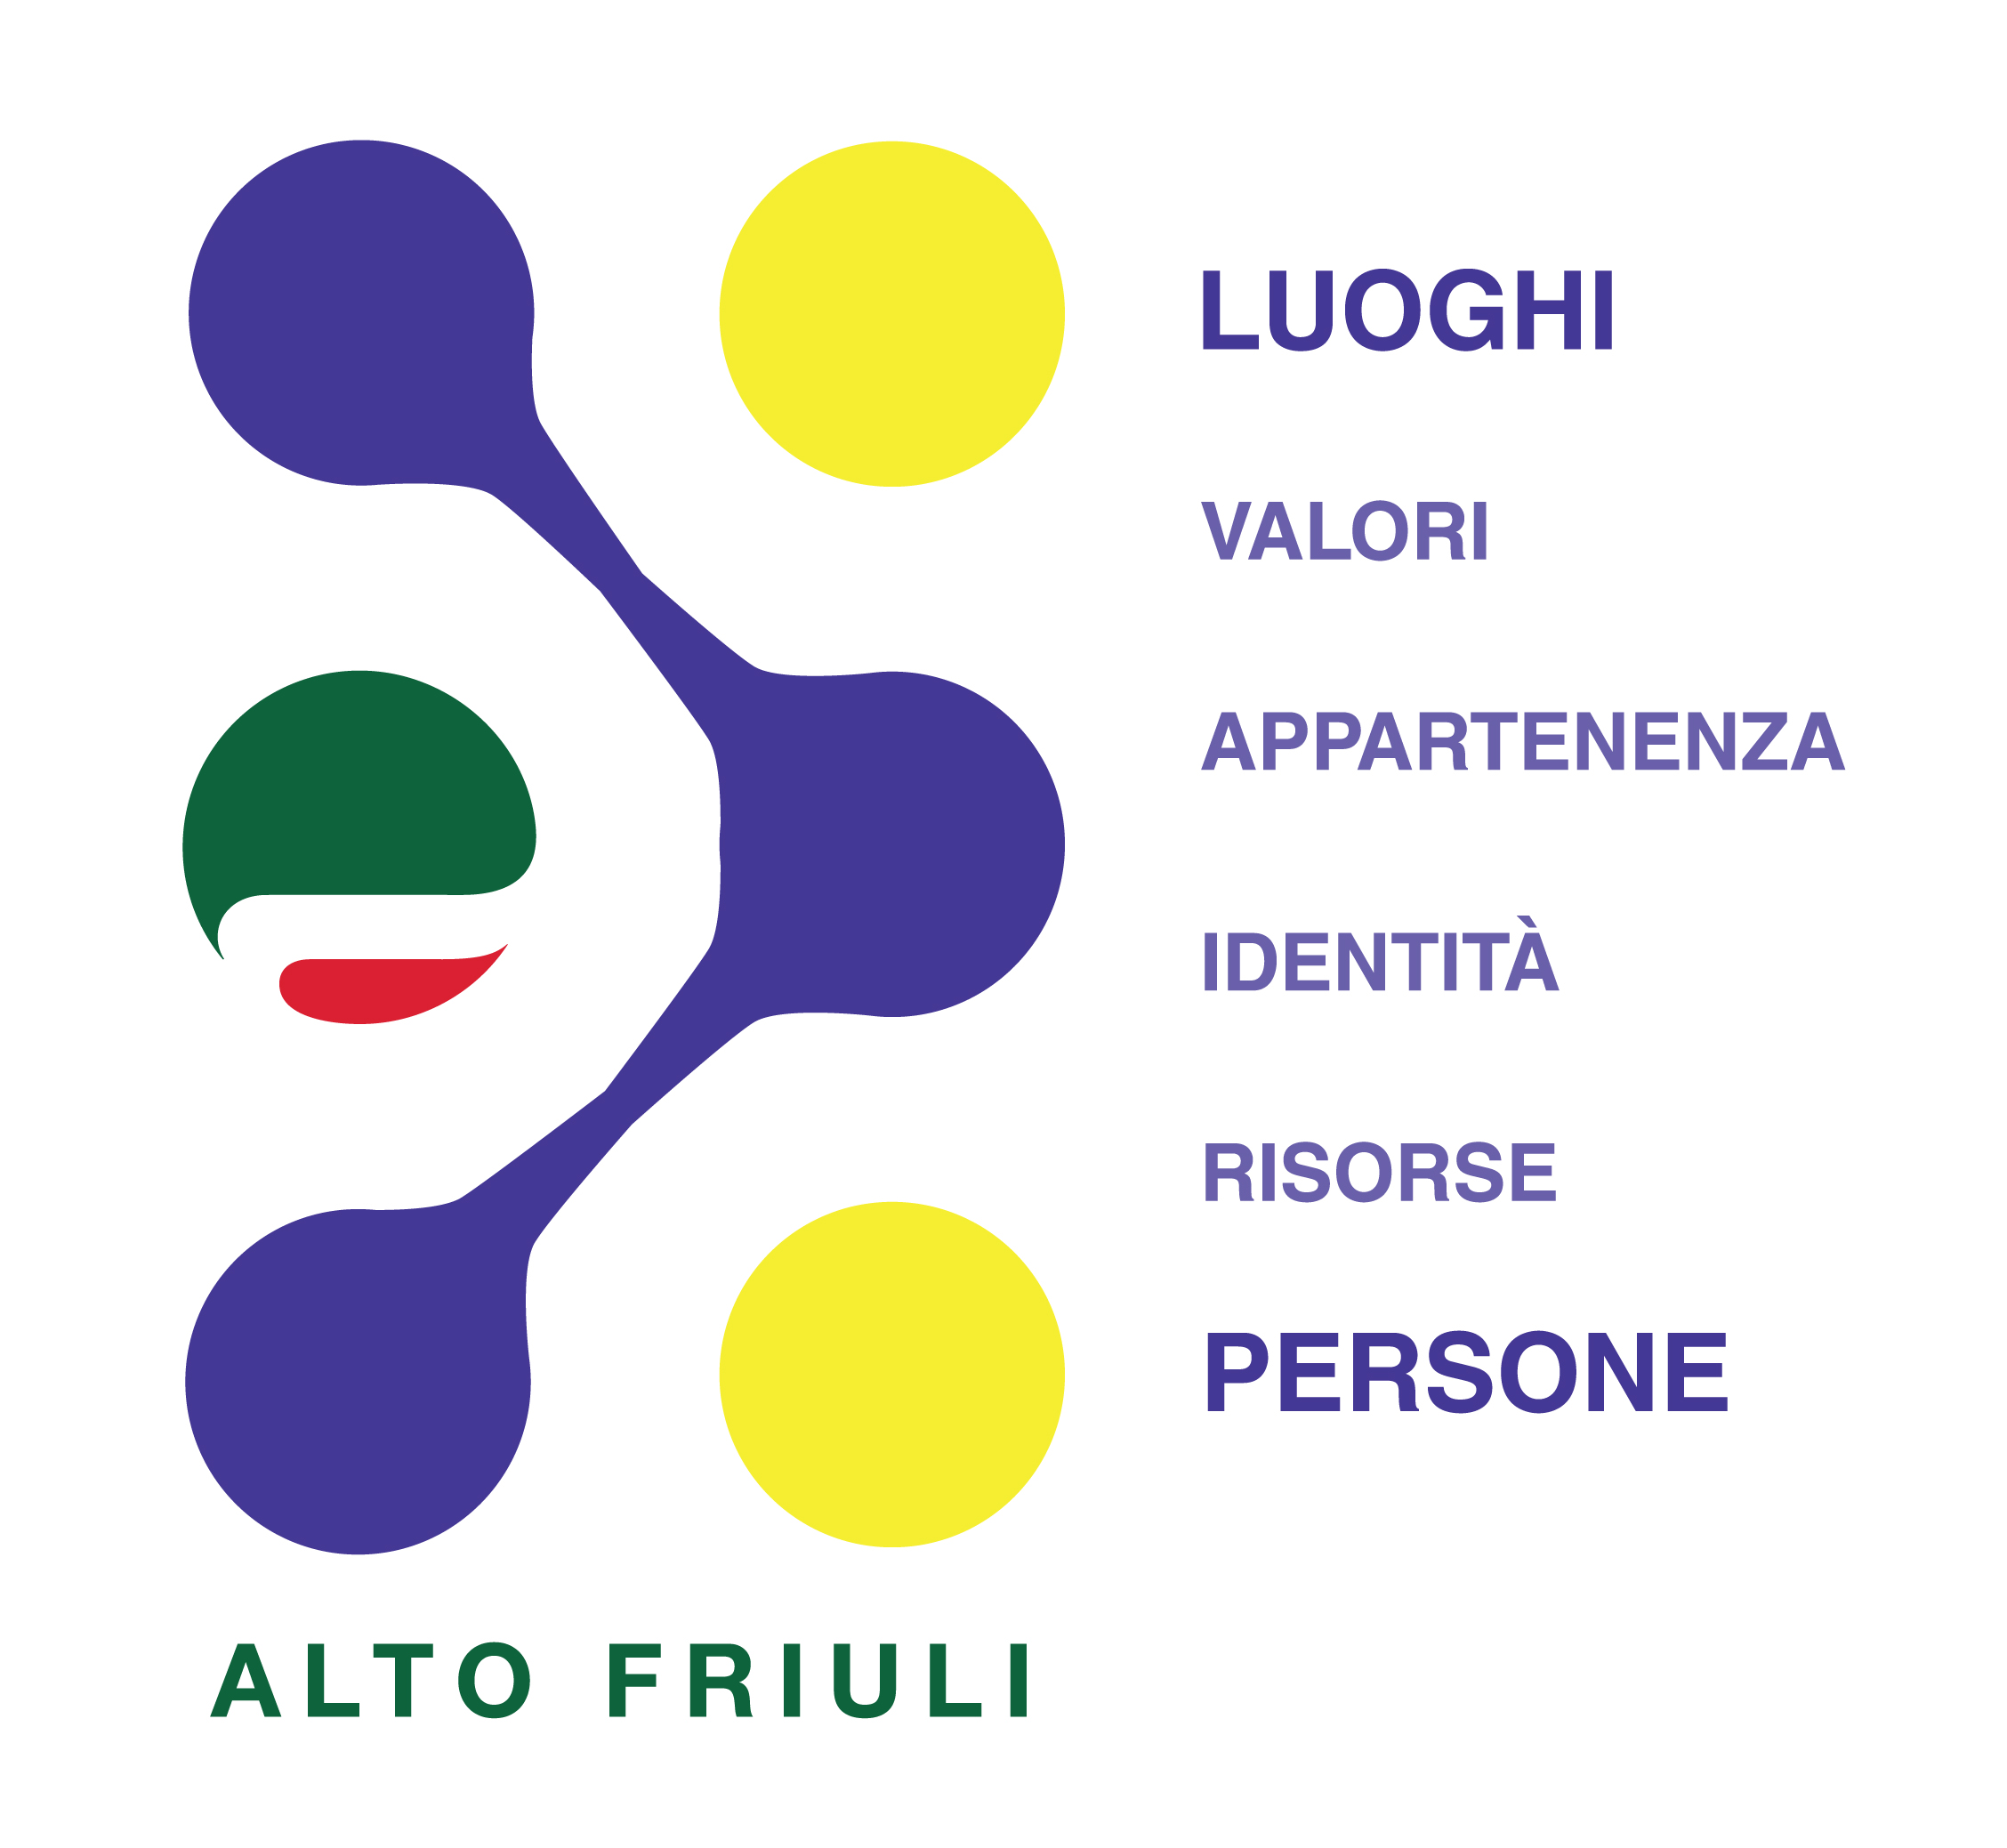 LUOGHI
VALORI
APPARTENENZA
IDENTITÀ
RISORSE
PERSONE
ALTO FRIULI